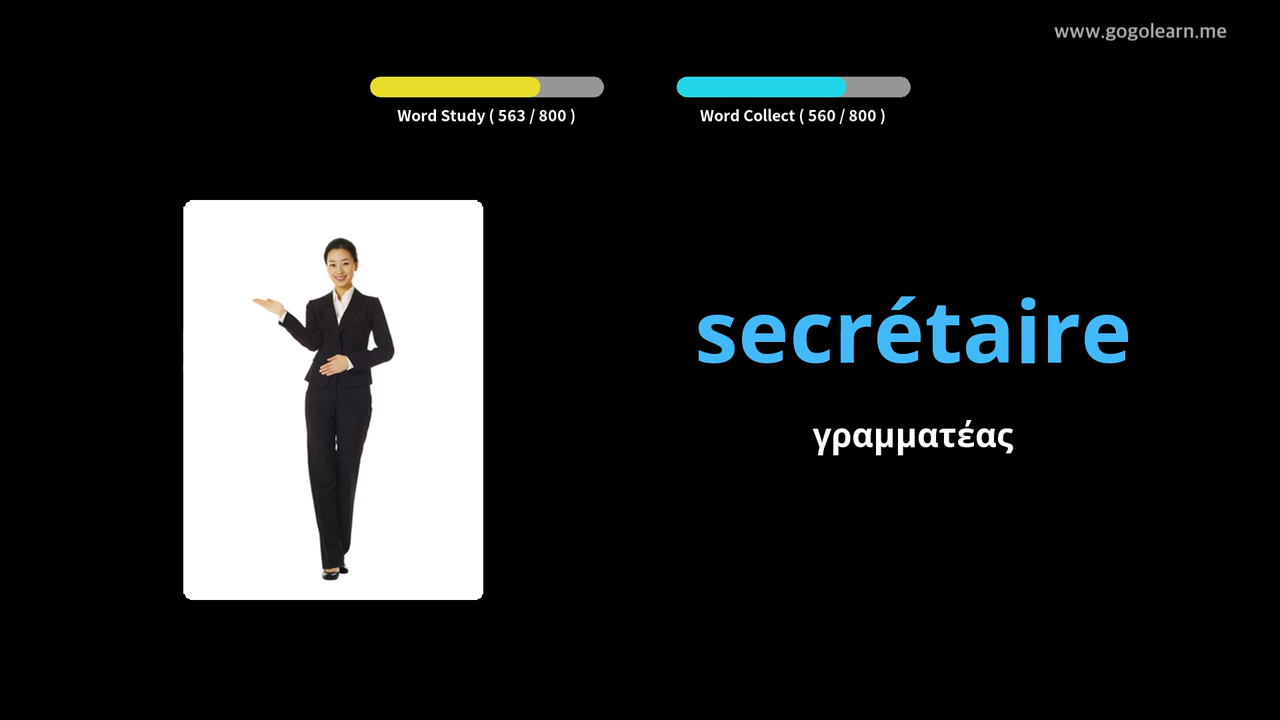 www.gogolearn.me
Word Study ( 563 / 800 )
Word Collect ( 560 / 800 )
secrétaire
γραμματέας